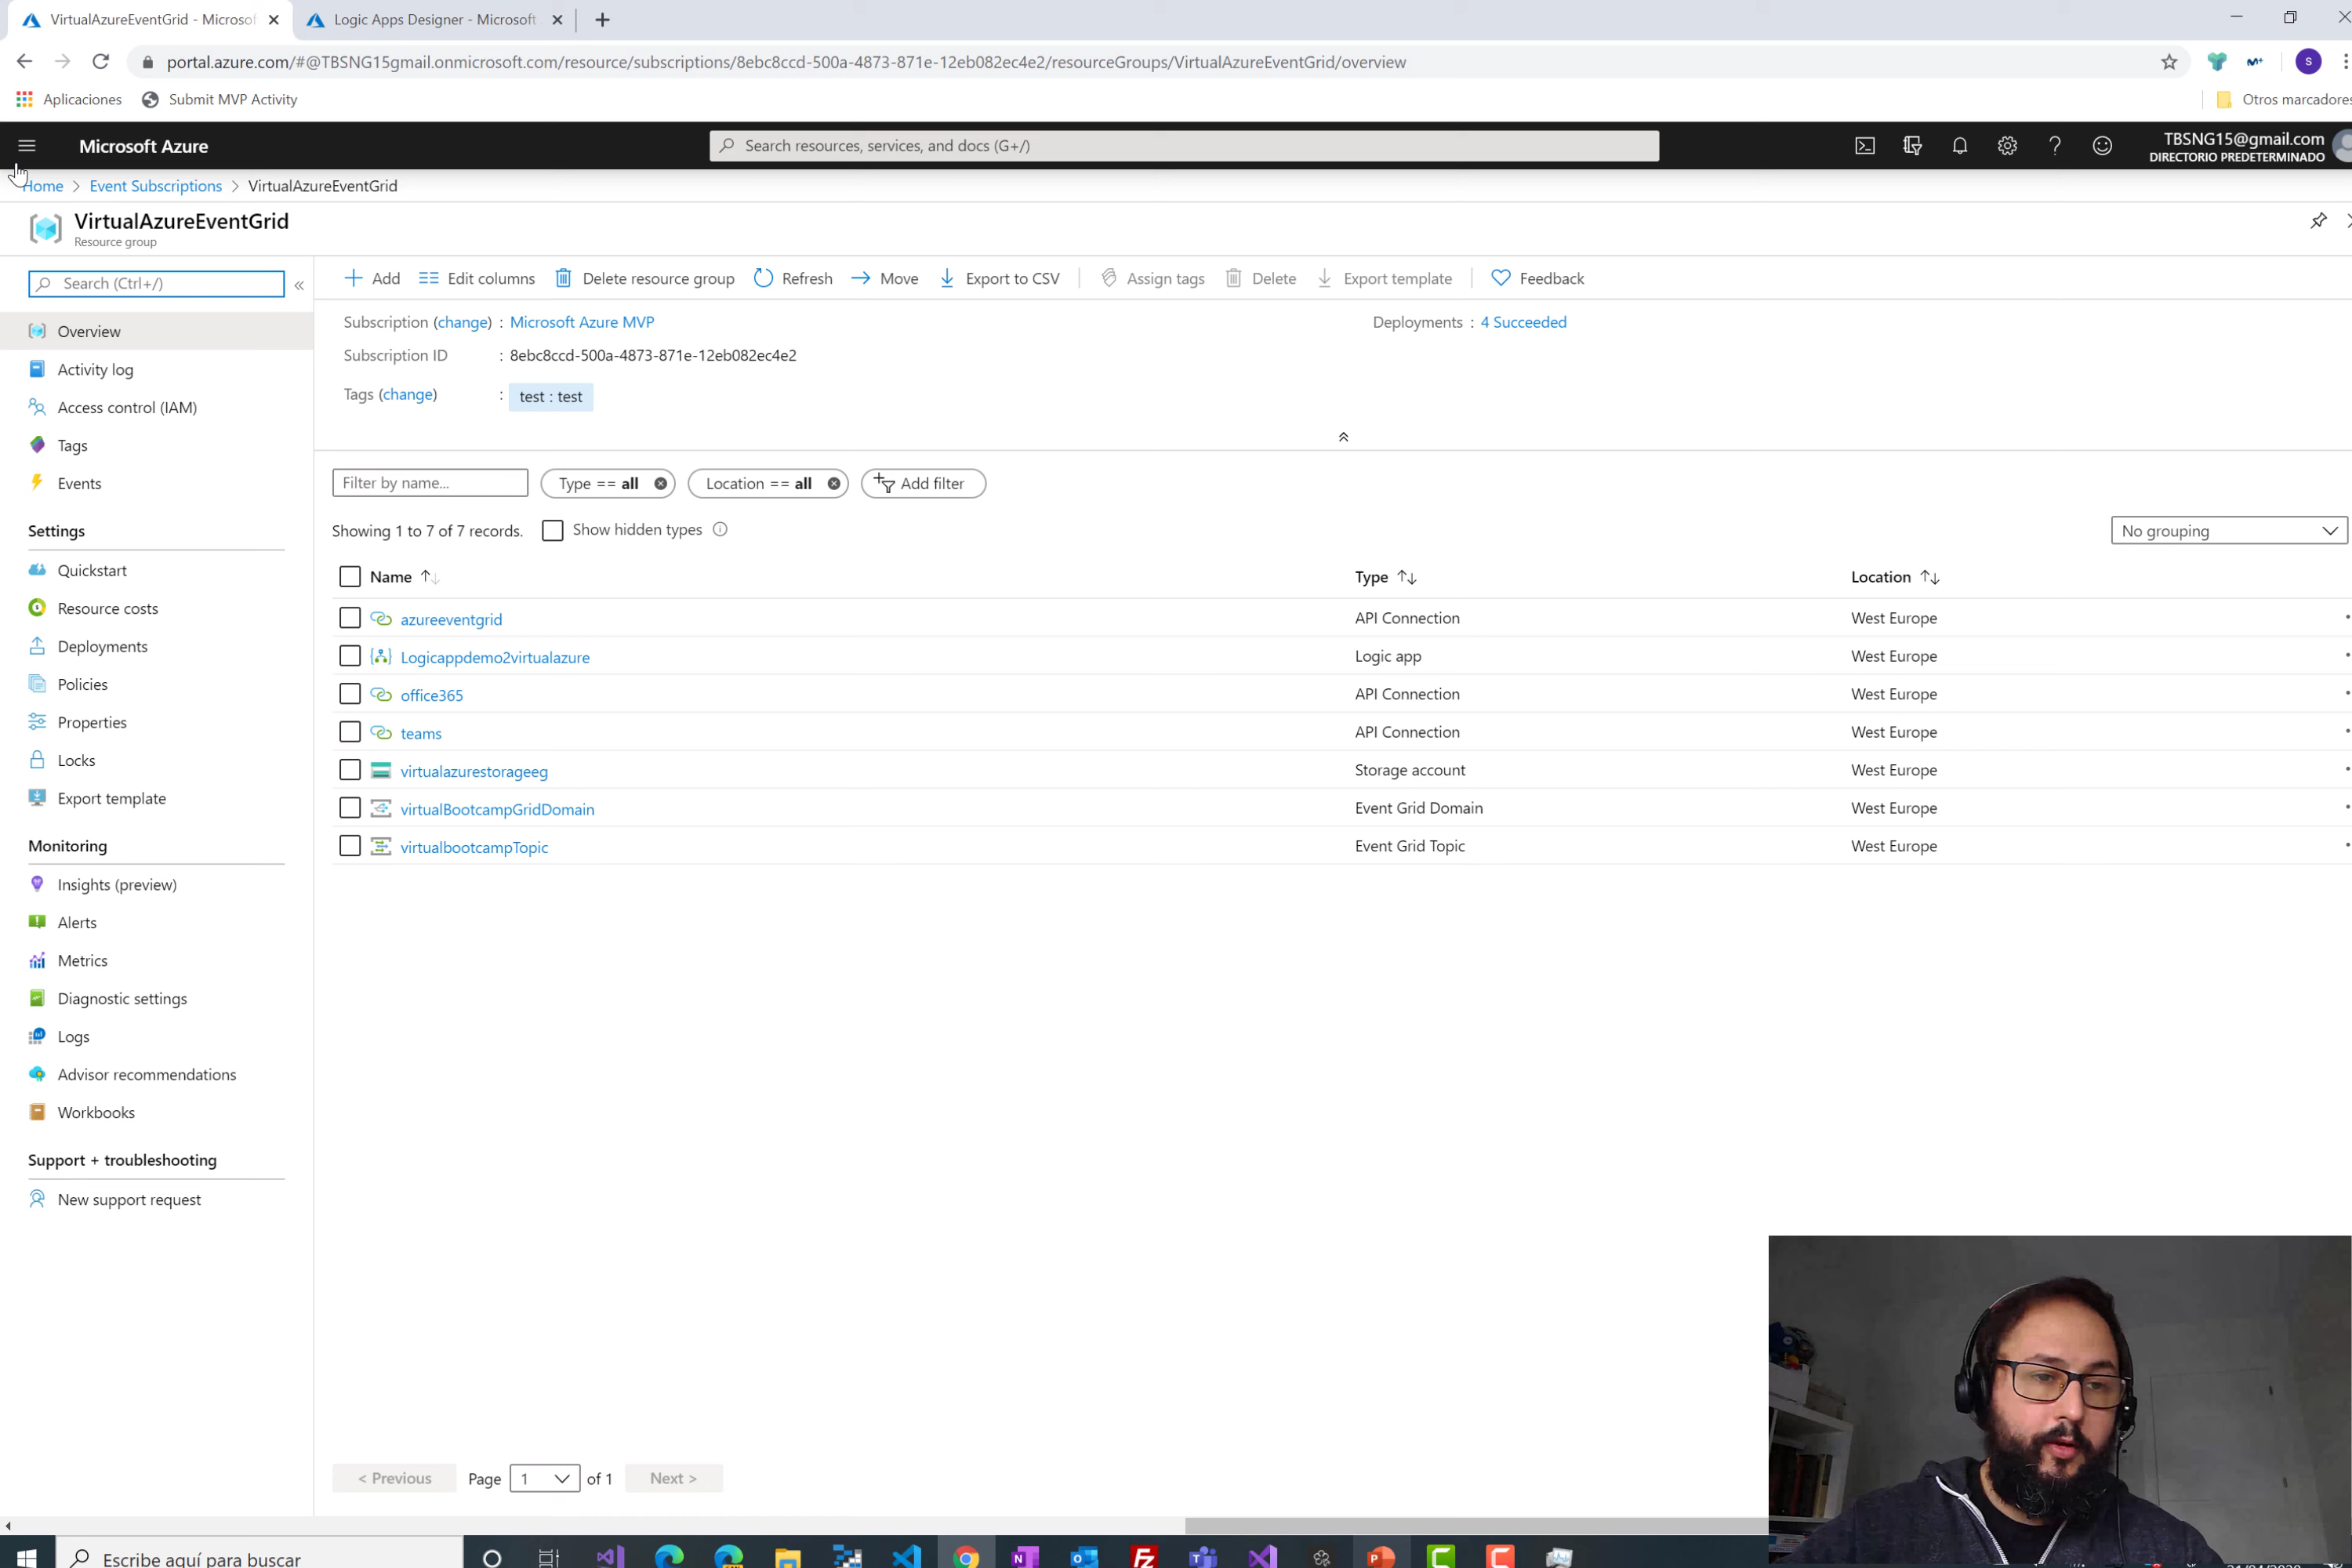 VirtualAzureEventGrid - Microsof
Logic Apps Designer - Microsoft
portal.azure.com/#@TBSNG15gmail.onmicrosoft.com/resource/subscriptions/8ebc8ccd-500a-4873-871e-12eb082ec4e2/resourceGroups/VirtualAzureEventGrid/overview
S
Aplicaciones
Submit MVP Activity
Otros marcadores
Microsoft Azure
Search resources, services, and docs (G+/)
TBSNG15@gmail.com
DIRECTORIO PREDETERMINADO
Home > Event Subscriptions > VirtualAzureEventGrid
VirtualAzureEventGrid
Resource group
Search (Ctrl+/)
Overview
Activity log
Access control (IAM)
Tags
Events
Settings
Quickstart
Resource costs
Deployments
Policies
Properties
Locks
Export template
Monitoring
Insights (preview)
Alerts
Metrics
Diagnostic settings
Logs
Advisor recommendations
Workbooks
Support + troubleshooting
New support request
Add Edit columns Delete resource group Refresh Move Export to CSV Assign tags Delete Export template Feedback
Subscription (change) : Microsoft Azure MVP
Deployments : 4 Succeeded
Subscription ID : 8ebc8ccd-500a-4873-871e-12eb082ec4e2
Tags (change) : test : test
Filter by name... Type == all Location == all Add filter
Showing 1 to 7 of 7 records. Show hidden types No grouping
Name Type Location
azureeventgrid API Connection West Europe
Logicappdemo2virtualazure Logic app West Europe
office365 API Connection West Europe
teams API Connection West Europe
virtualazurestorageeg Storage account West Europe
virtualBootcampGridDomain Event Grid Domain West Europe
virtualbootcampTopic Event Grid Topic West Europe
< Previous Page 1 of 1 Next >
Escribe aquí para buscar